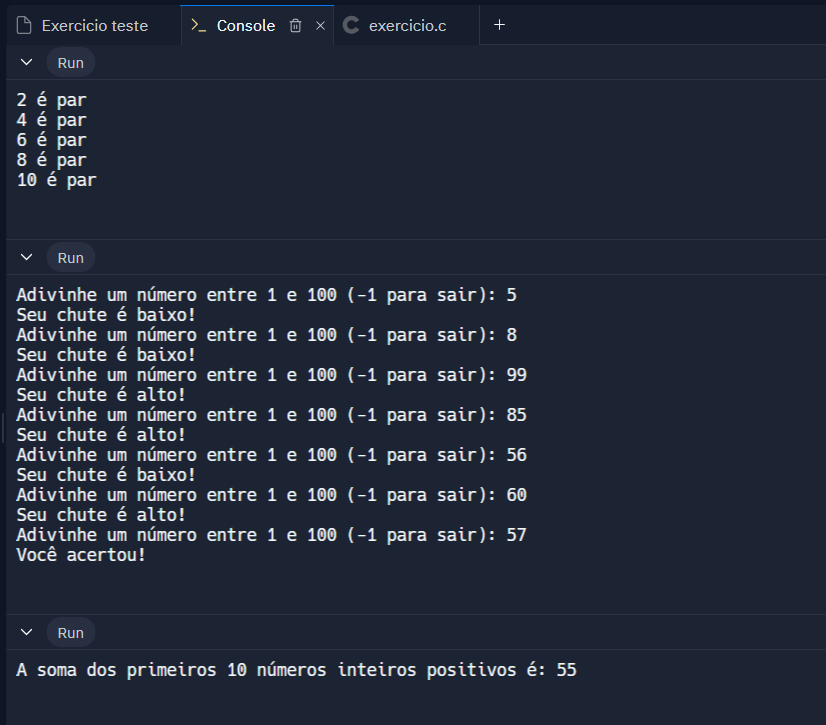 Exercicio teste
Console
exercicio.c
Run
2 é par
4 é par
6 é par
8 é par
10 é par
Run
Adivinhe um número entre 1 e 100 (-1 para sair): 5
Seu chute é baixo!
Adivinhe um número entre 1 e 100 (-1 para sair): 8
Seu chute é baixo!
Adivinhe um número entre 1 e 100 (-1 para sair): 99
Seu chute é alto!
Adivinhe um número entre 1 e 100 (-1 para sair): 85
Seu chute é alto!
Adivinhe um número entre 1 e 100 (-1 para sair): 56
Seu chute é baixo!
Adivinhe um número entre 1 e 100 (-1 para sair): 60
Seu chute é alto!
Adivinhe um número entre 1 e 100 (-1 para sair): 57
Você acertou!
Run
A soma dos primeiros 10 números inteiros positivos é: 55